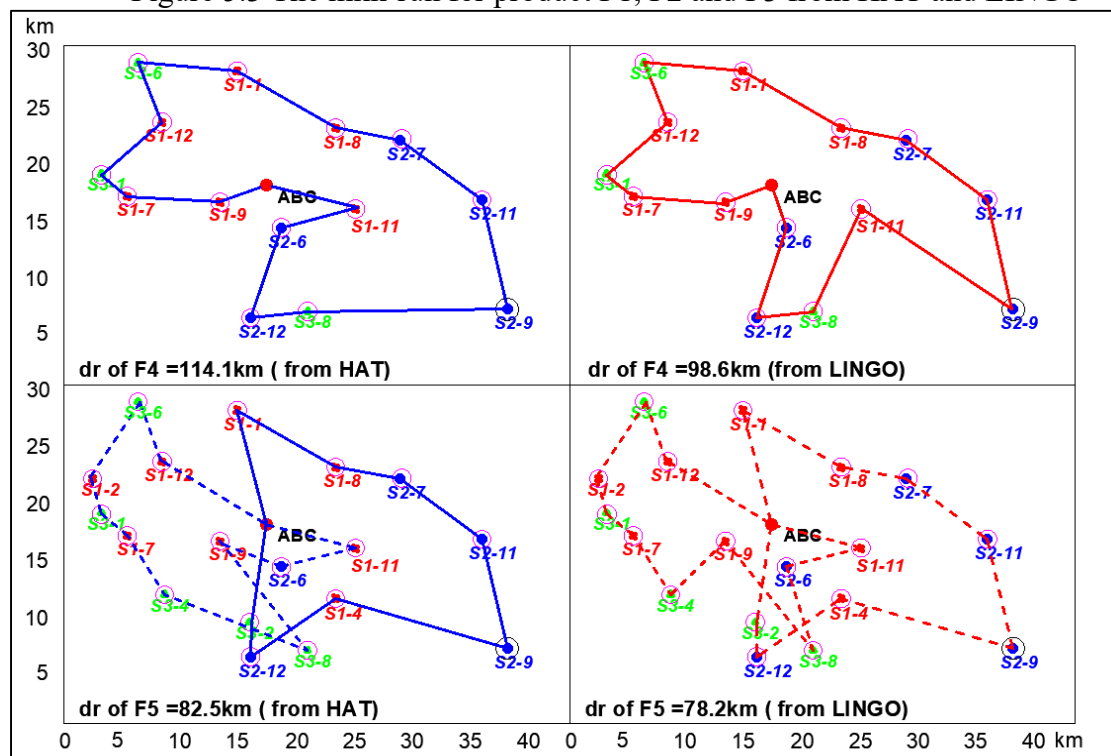 Figure The milk run for product and from HAT and LINGO
km
30
25
20
15
10
5
S3-6
S1-1
S1-12
S1-8
S2-7
S3-1
S1-7
S1-9
ABC
S1-11
S2-11
S2-6
S2-12
S3-8
S2-9
dr of F4 =114.1km ( from HAT)
S3-6
S1-1
S1-12
S1-8
S2-7
S3-1
S1-7
S1-9
ABC
S1-11
S2-11
S2-6
S2-12
S3-8
S2-9
dr of F4 =98.6km (from LINGO)
30
25
20
15
10
5
S3-6
S1-1
S1-12
S1-8
S2-7
S1-2
S3-1
S1-7
S1-9
ABC
S1-11
S2-11
S2-6
S3-4
S1-4
S3-2
S3-8
S2-12
S2-9
dr of F5 =82.5km ( from HAT)
S3-6
S1-1
S1-12
S1-8
S2-7
S1-2
S3-1
S1-7
S1-9
ABC
S1-11
S2-11
S2-6
S3-4
S1-4
S3-2
S3-8
S2-12
S2-9
dr of F5 =78.2km ( from LINGO)
0 5 10 15 20 25 30 35 40 0 5 10 15 20 25 30 35 40 km